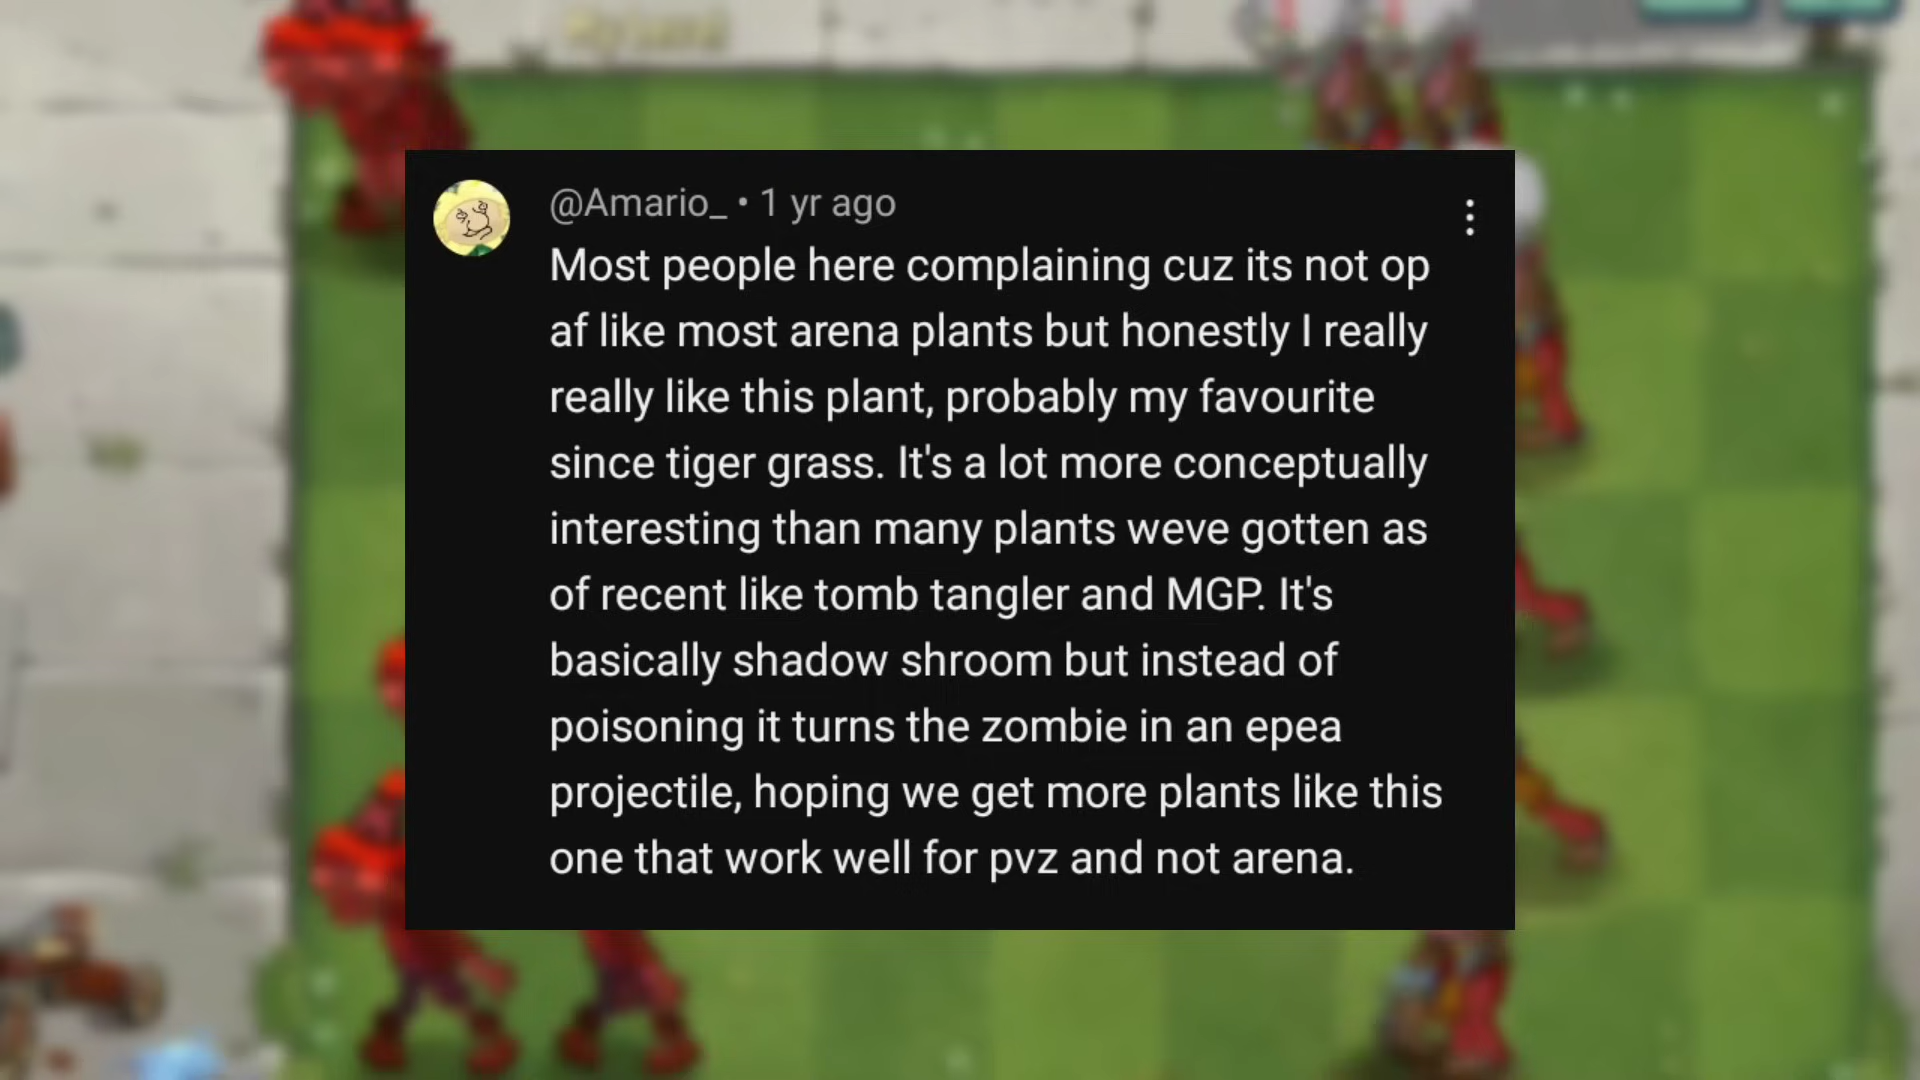 @Amario_ • 1 yr ago
Most people here complaining cuz its not op
af like most arena plants but honestly I really
really like this plant, probably my favourite
since tiger grass. It's a lot more conceptually
interesting than many plants weve gotten as
of recent like tomb tangler and MGP. It's
basically shadow shroom but instead of
poisoning it turns the zombie in an epea
projectile, hoping we get more plants like this
one that work well for pvz and not arena.